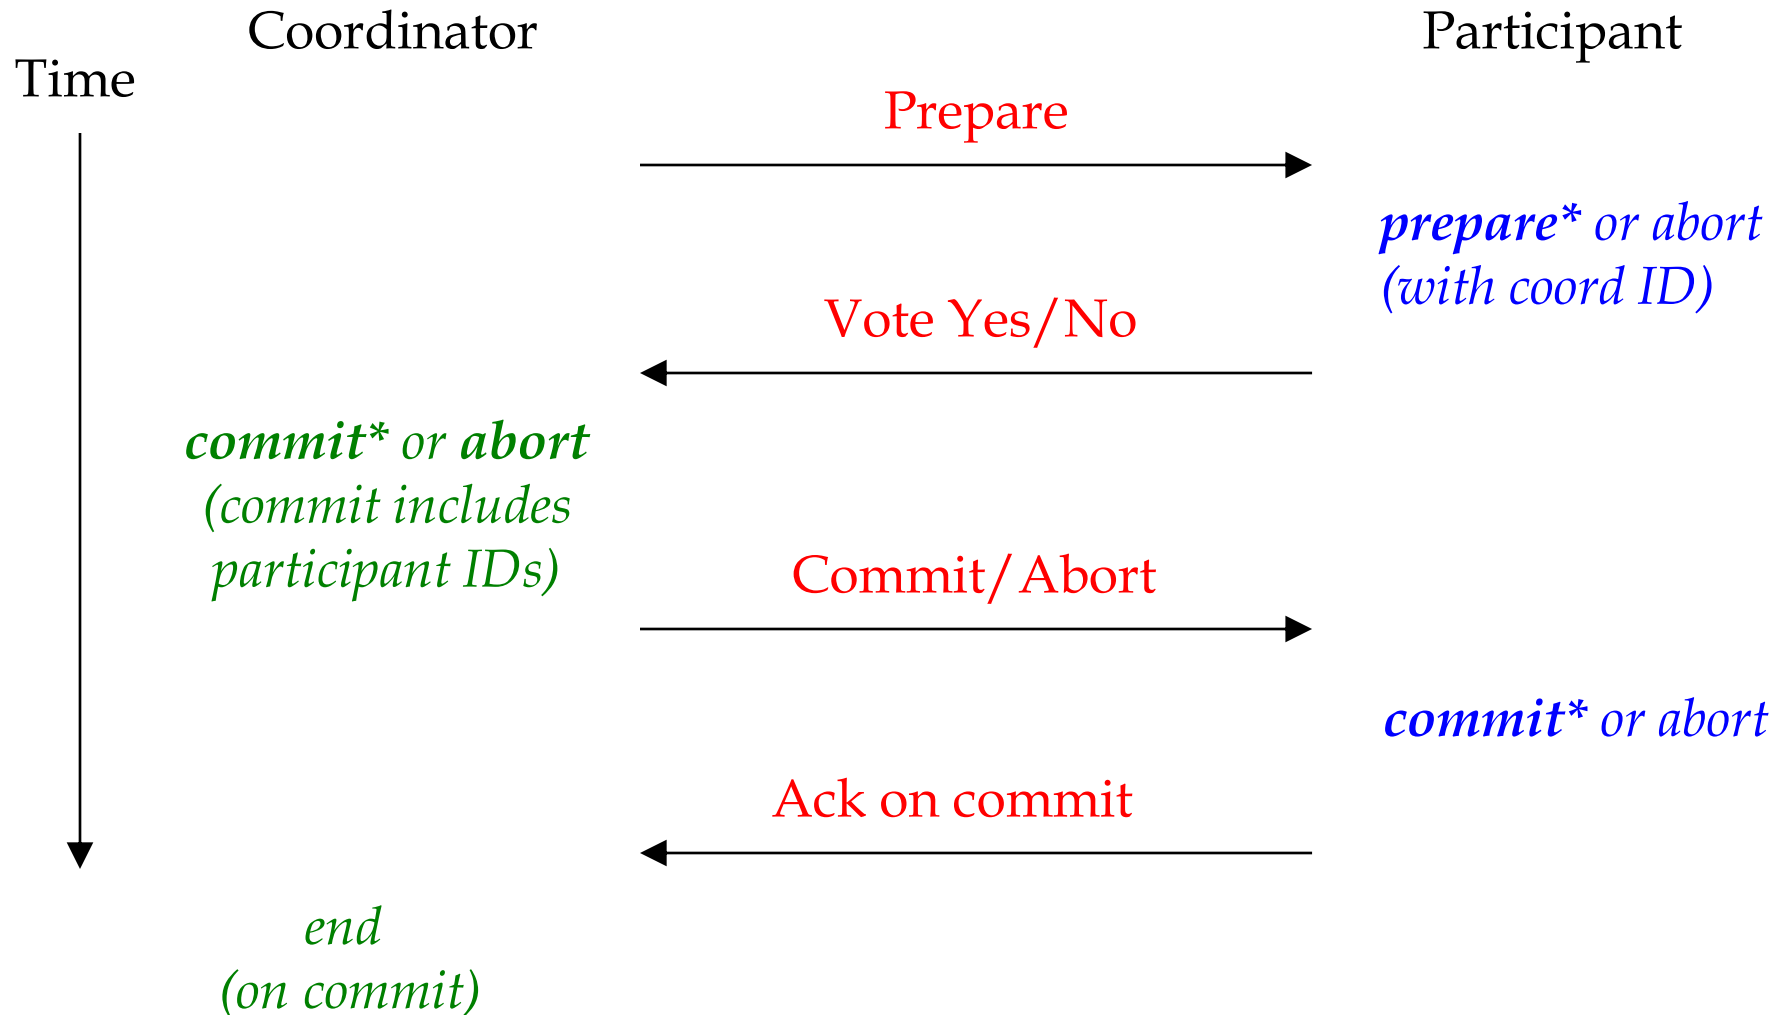 Coordinator
Participant
Time
Prepare
prepare* or abort
(with coord ID)
Vote Yes/No
commit* or abort
(commit includes
participant IDs)
Commit/Abort
commit* or abort
Ack on commit
end
(on commit)